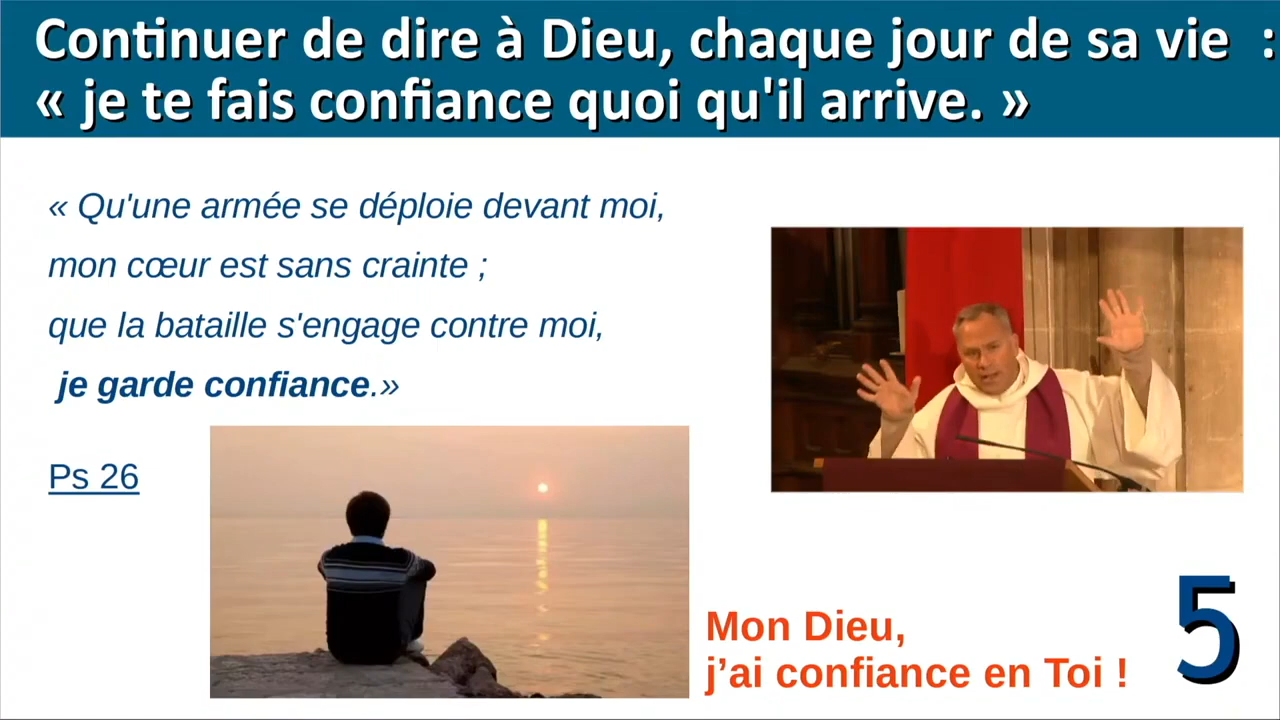 Continuer de dire à Dieu, chaque jour de sa vie :
« je te fais confiance quoi qu'il arrive. »
« Qu'une armée se déploie devant moi,
mon cœur est sans crainte ;
que la bataille s'engage contre moi,
je garde confiance.»
Ps 26
Mon Dieu,
j’ai confiance en Toi !
5